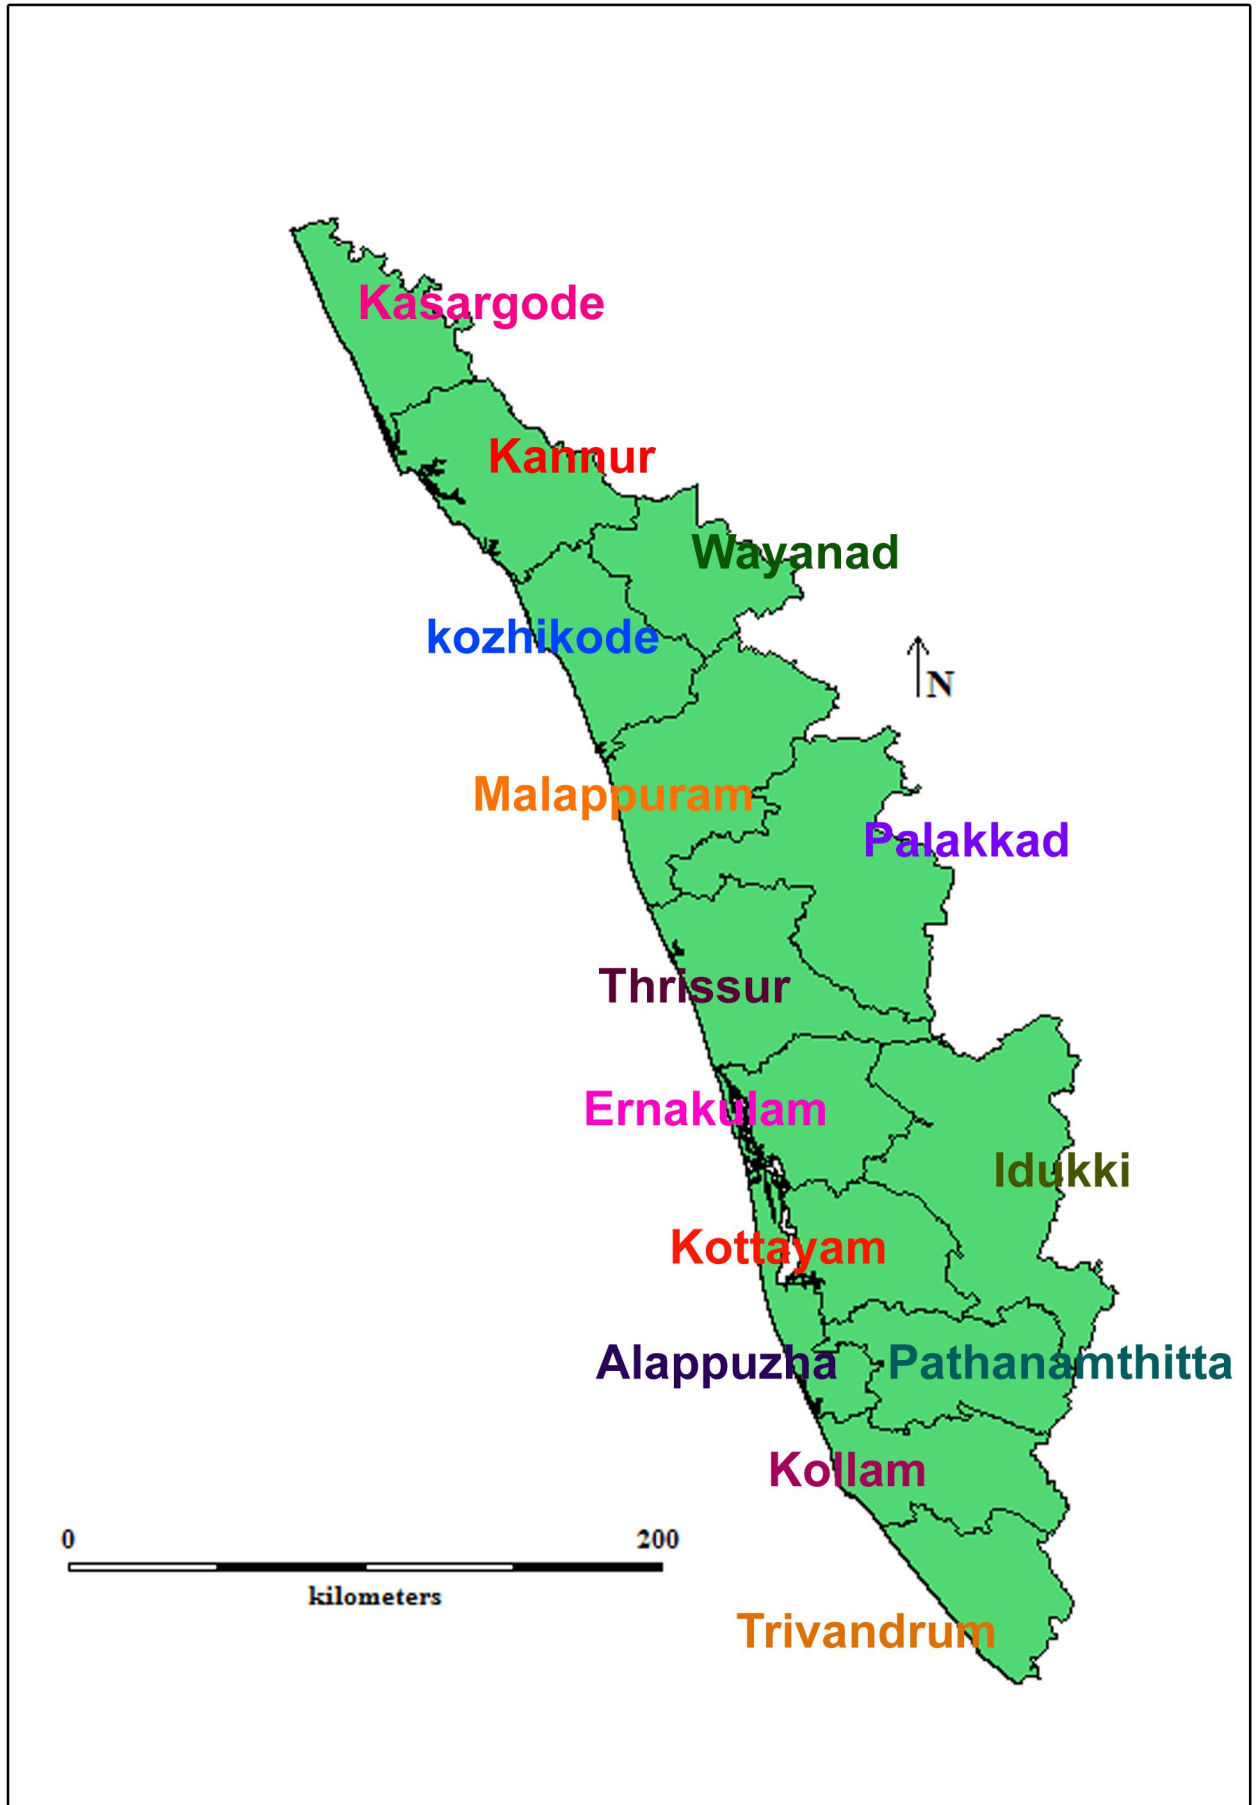 Kasargode
Kannur
Wayanad
kozhikode
N
Malappuram
Palakkad
Thrissur
Ernakulam
Idukki
Kottayam
Alappuzha
Pathanamthitta
Kollam
0 200
kilometers
Trivandrum